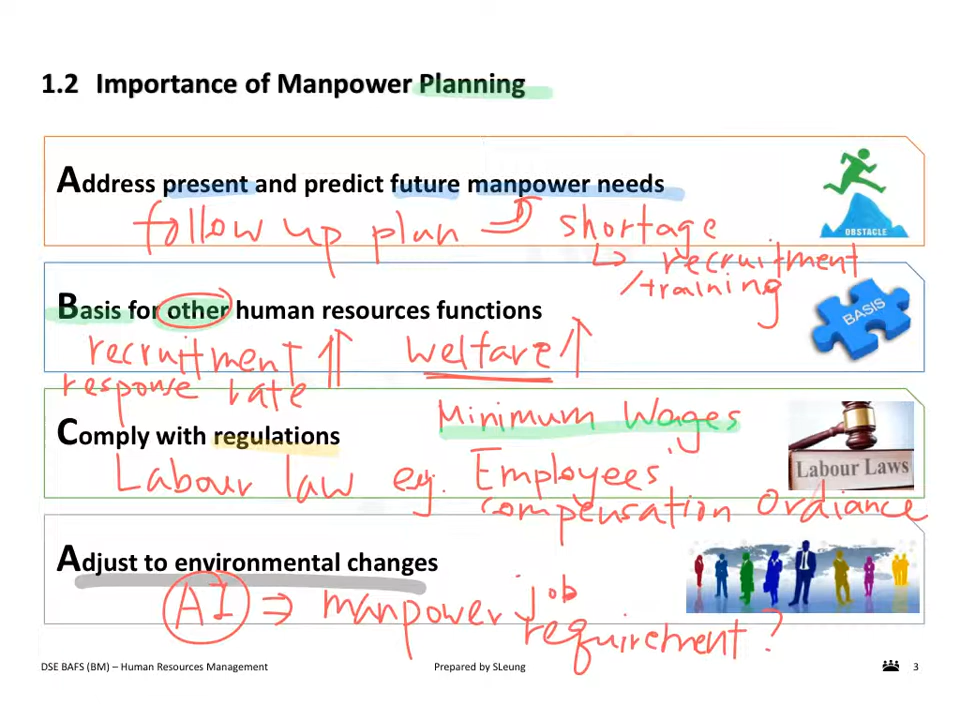 1.2 Importance of Manpower Planning
Address present and predict future manpower needs
OBSTACLE
follow up plan ⇒ shortage
↳ recruitment
/training
Basis for other human resources functions
BASIS
recruitment ↑↑ welfare ↑
response rate
Minimum Wages
Comply with regulations
Labour Laws
Labour law eg. Employees'
compensation Ordiance
Adjust to environmental changes
AI ⇒ manpower job
requirement?
DSE BAFS (BM) – Human Resources Management
Prepared by SLeung
3